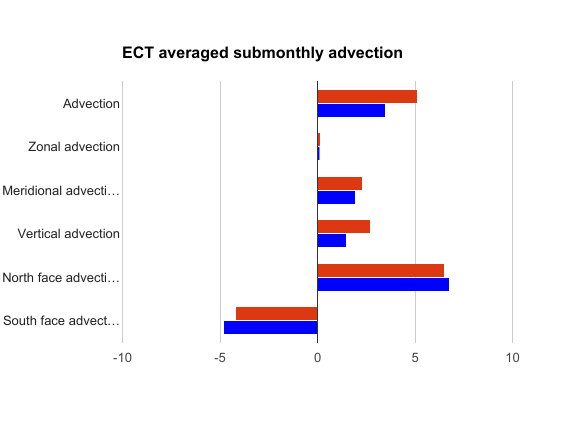 ECT averaged submonthly advection
Advection
Zonal advection
Meridional advecti…
Vertical advection
North face advecti…
South face advect…
-10 -5 0 5 10